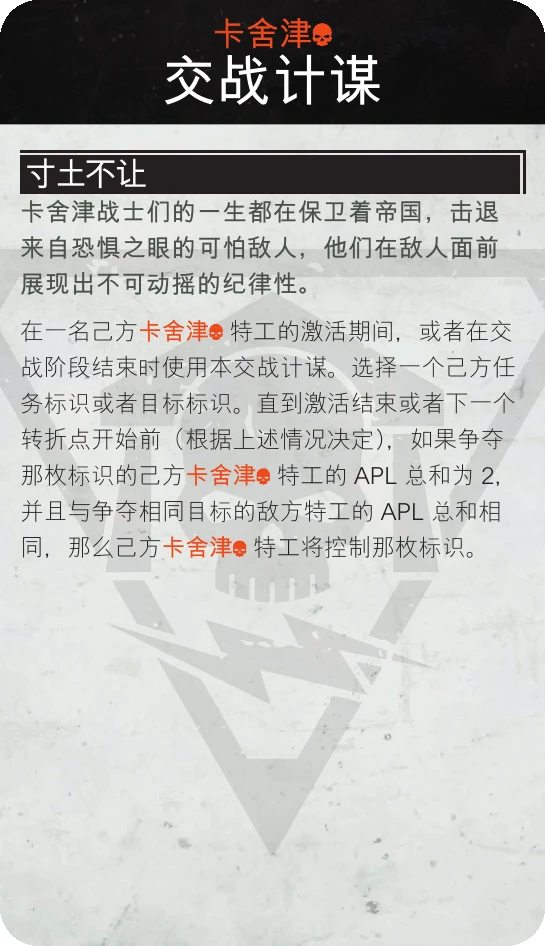 卡舍津
交战计谋
寸土不让
卡舍津战士们的一生都在保卫着帝国，击退
来自恐惧之眼的可怕敌人，他们在敌人面前
展现出不可动摇的纪律性。
在一名己方卡舍津 特工的激活期间，或者在交
战阶段结束时使用本交战计谋。选择一个己方任
务标识或者目标标识。直到激活结束或者下一个
转折点开始前（根据上述情况决定），如果争夺
那枚标识的己方卡舍津 特工的 APL 总和为 2，
并且与争夺相同目标的敌方特工的 APL 总和相
同，那么己方卡舍津 特工将控制那枚标识。